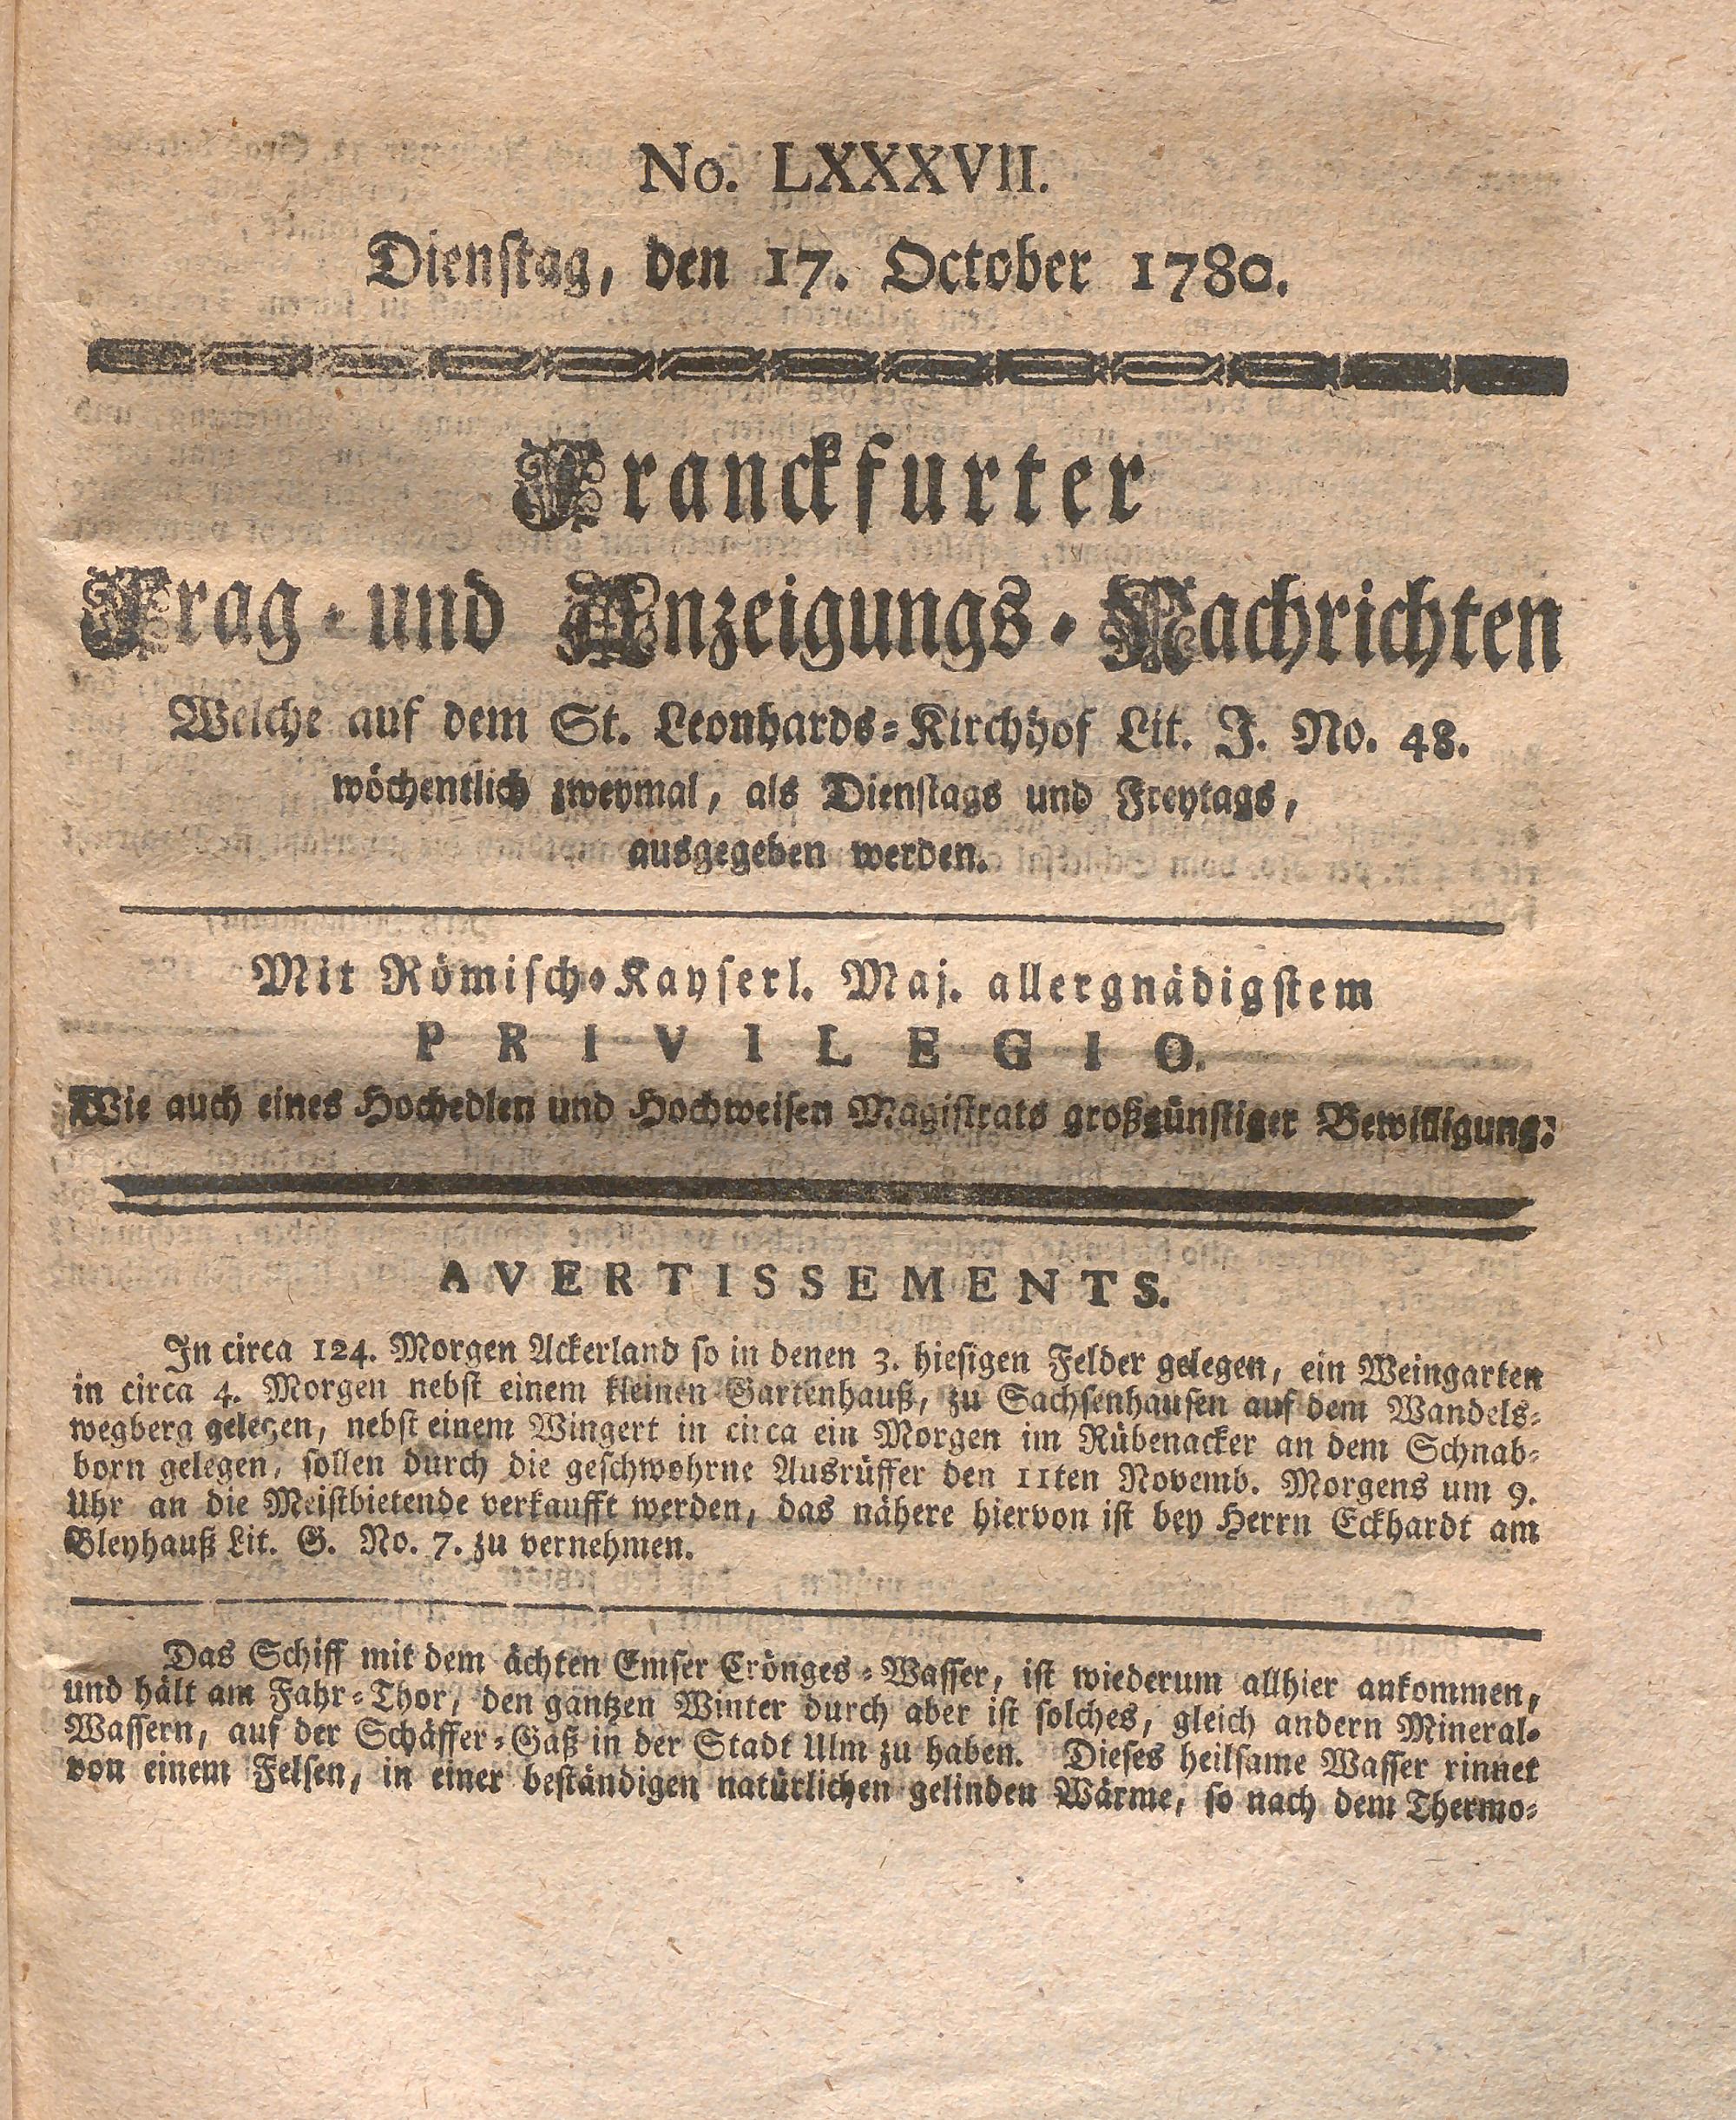 No. LXXXVII.
Dienstag, den 17. October 1780.
Franckfurter
Frag- und Anzeigungs-Nachrichten
Welche auf dem St. Leonhards-Kirchhof Lit. J. No. 48.
wöchentlich zweymal, als Dienstags und Freytags,
ausgegeben werden.
Mit Römisch-Kayserl. Maj. allergnädigstem
PRIVILEGIO.
Wie auch eines Hochedlen und Hochweisen Magistrats großgünstiger Bewilligung.
AVERTISSEMENTS.
In circa 124. Morgen Ackerland so in denen 3. hiesigen Felder gelegen, ein Weingarten
in circa 4. Morgen nebst einem kleinen Gartenhauß, zu Sachsenhausen auf dem Wandels-
wegberg gelegen, nebst einem Wingert in circa ein Morgen im Rübenacker an dem Schnab-
born gelegen, sollen durch die geschwohrne Ausrüffer den 11ten Novemb. Morgens um 9.
Uhr an die Meistbietende verkaufft werden, das nähere hiervon ist bey Herrn Eckhardt am
Bleyhauß Lit. G. No. 7. zu vernehmen.
Das Schiff mit dem ächten Emser Crönges-Wasser, ist wiederum allhier ankommen,
und hält am Fahr-Thor, den gantzen Winter durch aber ist solches, gleich andern Mineral-
Wassern, auf der Schäffer-Gaß in der Stadt Ulm zu haben. Dieses heilsame Wasser rinnet
von einem Felsen, in einer beständigen natürlichen gelinden Wärme, so nach dem Thermo-